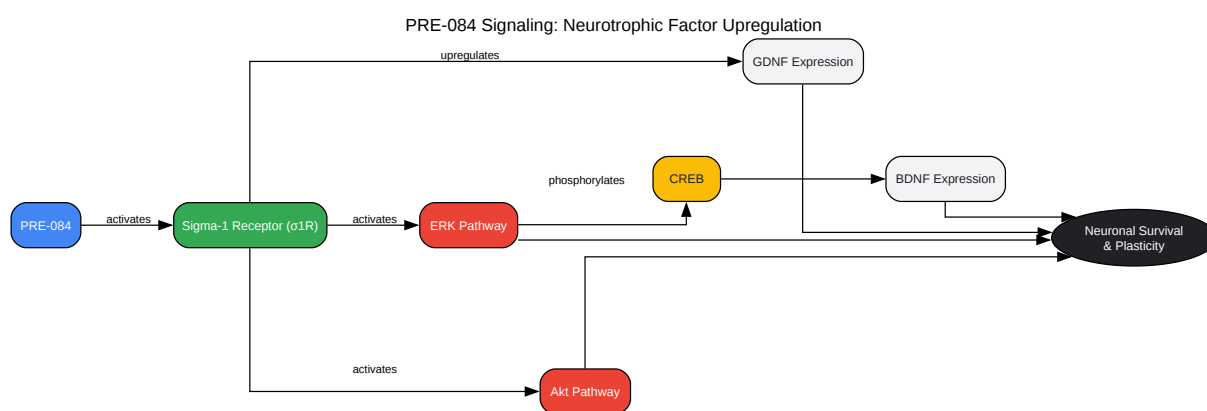 PRE-084 Signaling: Neurotrophic Factor Upregulation
upregulates
GDNF Expression
phosphorylates
CREB
BDNF Expression
PRE-084
activates
Sigma-1 Receptor (σ1R)
activates
ERK Pathway
Neuronal Survival
& Plasticity
activates
Akt Pathway